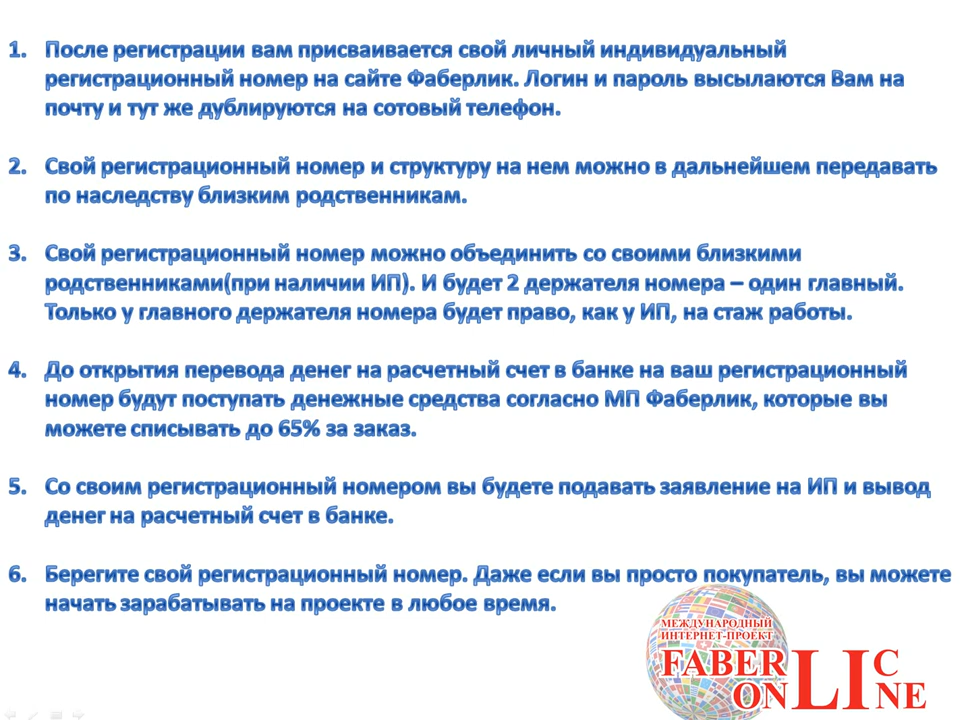 1. После регистрации вам присваивается свой личный индивидуальный
регистрационный номер на сайте Фаберлик. Логин и пароль высылаются Вам на
почту и тут же дублируются на сотовый телефон.
2. Свой регистрационный номер и структуру на нем можно в дальнейшем передавать
по наследству близким родственникам.
3. Свой регистрационный номер можно объединить со своими близкими
родственниками(при наличии ИП). И будет 2 держателя номера – один главный.
Только у главного держателя номера будет право, как у ИП, на стаж работы.
4. До открытия перевода денег на расчетный счет в банке на ваш регистрационный
номер будут поступать денежные средства согласно МП Фаберлик, которые вы
можете списывать до 65% за заказ.
5. Со своим регистрационный номером вы будете подавать заявление на ИП и вывод
денег на расчетный счет в банке.
6. Берегите свой регистрационный номер. Даже если вы просто покупатель, вы можете
начать зарабатывать на проекте в любое время.
МЕЖДУНАРОДНЫЙ
ИНТЕРНЕТ-ПРОЕКТ
FABERLIC
ONLINE